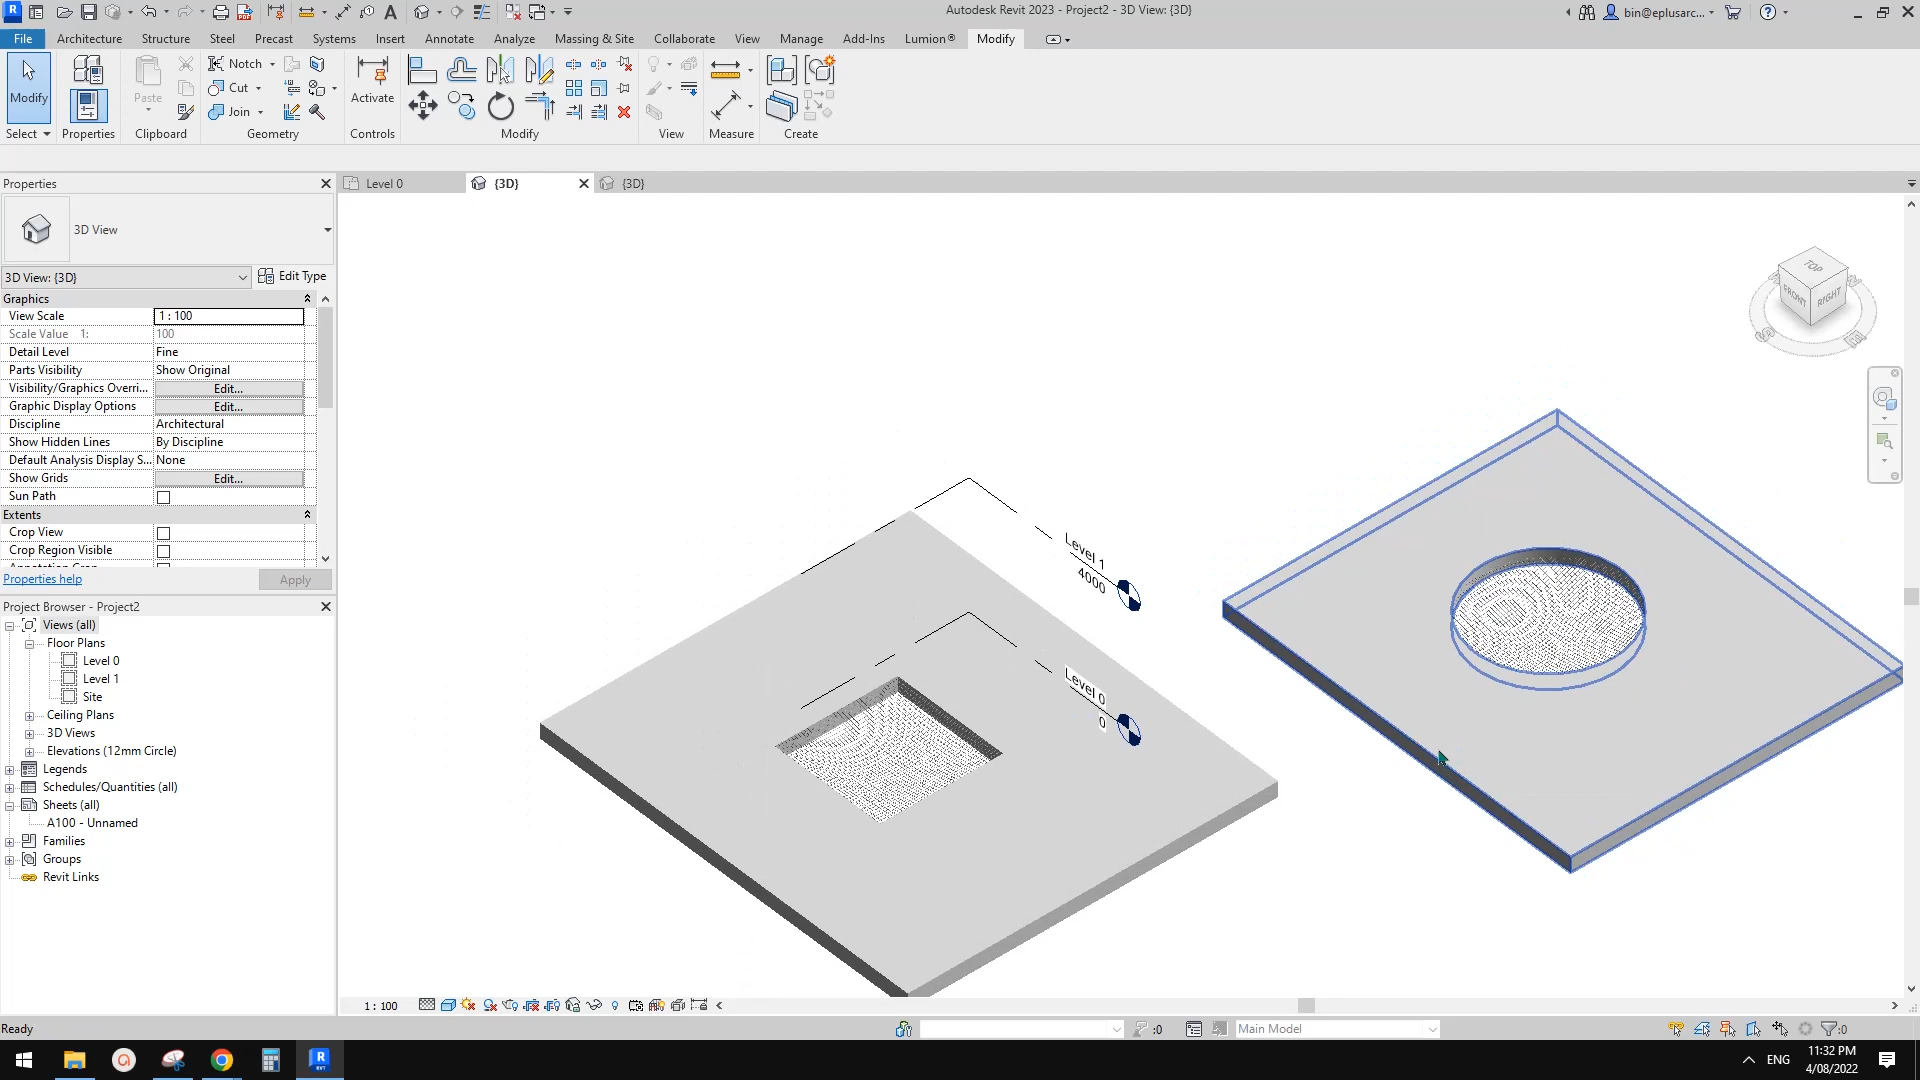 Autodesk Revit 2023 - Project2 - 3D View: {3D}
bin@eplusarc...
File Architecture Structure Steel Precast Systems Insert Annotate Analyze Massing & Site Collaborate View Manage Add-Ins Lumion® Modify
Modify
Paste
Notch
Cut
Join
Activate
Select Properties Clipboard Geometry Controls Modify View Measure Create
Properties
Level 0
{3D}
{3D}
3D View
3D View: {3D}
Edit Type
Graphics
View Scale 1 : 100
Scale Value 1: 100
Detail Level Fine
Parts Visibility Show Original
Visibility/Graphics Overri... Edit...
Graphic Display Options Edit...
Discipline Architectural
Show Hidden Lines By Discipline
Default Analysis Display S... None
Show Grids Edit...
Sun Path
Extents
Crop View
Crop Region Visible
Properties help
Apply
Project Browser - Project2
Views (all)
Floor Plans
Level 0
Level 1
Site
Ceiling Plans
3D Views
Elevations (12mm Circle)
Legends
Schedules/Quantities (all)
Sheets (all)
A100 - Unnamed
Families
Groups
Revit Links
Level 1
4000
Level 0
0
TOP
FRONT
RIGHT
1 : 100
Ready
:0
Main Model
:0
ENG
11:32 PM
4/08/2022